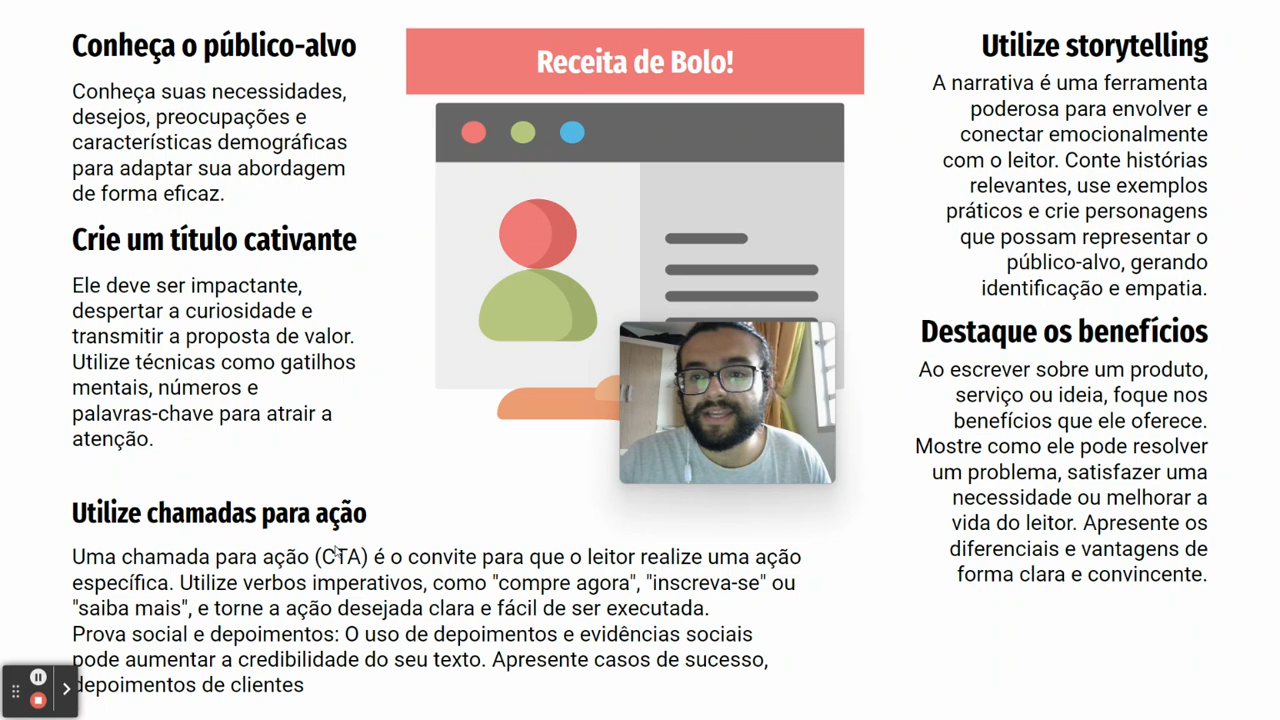 Conheça o público-alvo
Conheça suas necessidades,
desejos, preocupações e
características demográficas
para adaptar sua abordagem
de forma eficaz.
Crie um título cativante
Ele deve ser impactante,
despertar a curiosidade e
transmitir a proposta de valor.
Utilize técnicas como gatilhos
mentais, números e
palavras-chave para atrair a
atenção.
Receita de Bolo!
Utilize storytelling
A narrativa é uma ferramenta
poderosa para envolver e
conectar emocionalmente
com o leitor. Conte histórias
relevantes, use exemplos
práticos e crie personagens
que possam representar o
público-alvo, gerando
identificação e empatia.
Destaque os benefícios
Ao escrever sobre um produto,
serviço ou ideia, foque nos
benefícios que ele oferece.
Mostre como ele pode resolver
um problema, satisfazer uma
necessidade ou melhorar a
vida do leitor. Apresente os
diferenciais e vantagens de
forma clara e convincente.
Utilize chamadas para ação
Uma chamada para ação (CTA) é o convite para que o leitor realize uma ação
específica. Utilize verbos imperativos, como "compre agora", "inscreva-se" ou
"saiba mais", e torne a ação desejada clara e fácil de ser executada.
Prova social e depoimentos: O uso de depoimentos e evidências sociais
pode aumentar a credibilidade do seu texto. Apresente casos de sucesso,
depoimentos de clientes